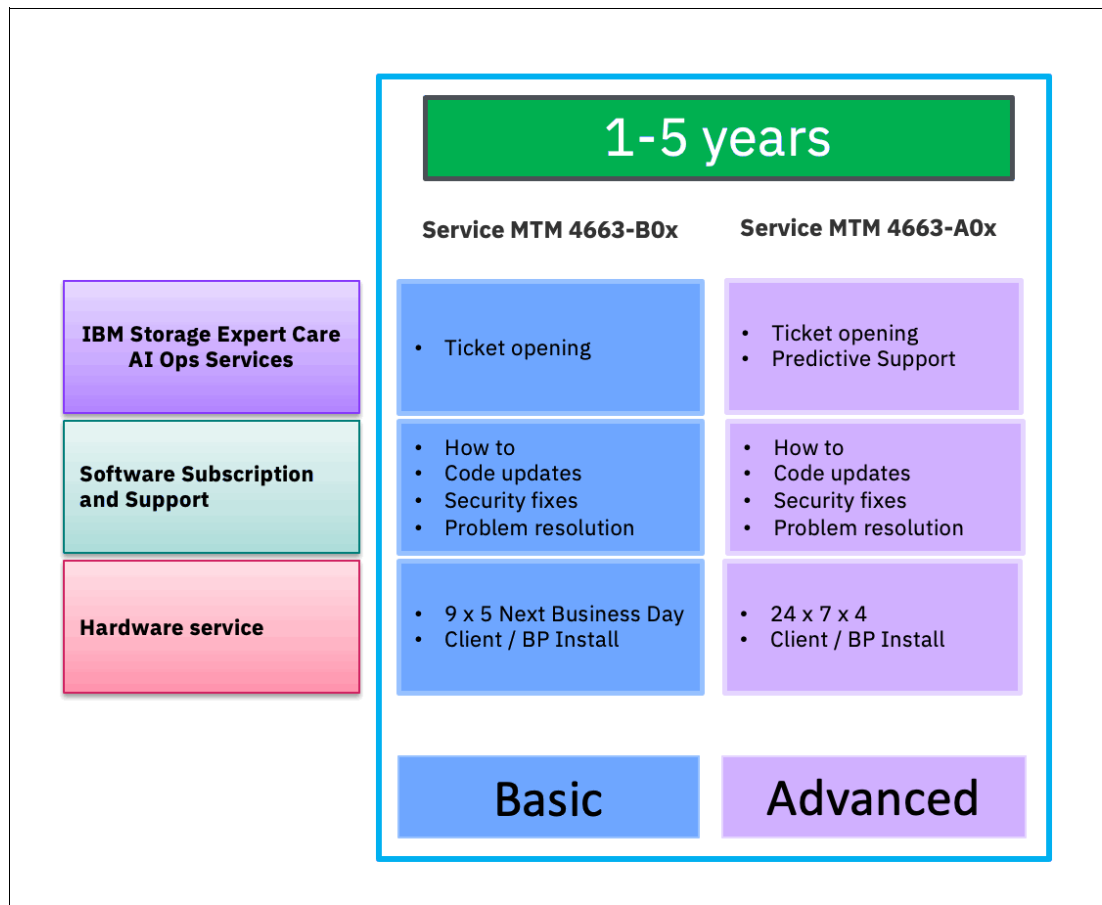 1-5 years
Service MTM 4663-B0x
Service MTM 4663-A0x
IBM Storage Expert Care
AI Ops Services
• Ticket opening
• Ticket opening
• Predictive Support
Software Subscription
and Support
• How to
• Code updates
• Security fixes
• Problem resolution
• How to
• Code updates
• Security fixes
• Problem resolution
Hardware service
• 9 x 5 Next Business Day
• Client / BP Install
• 24 x 7 x 4
• Client / BP Install
Basic
Advanced